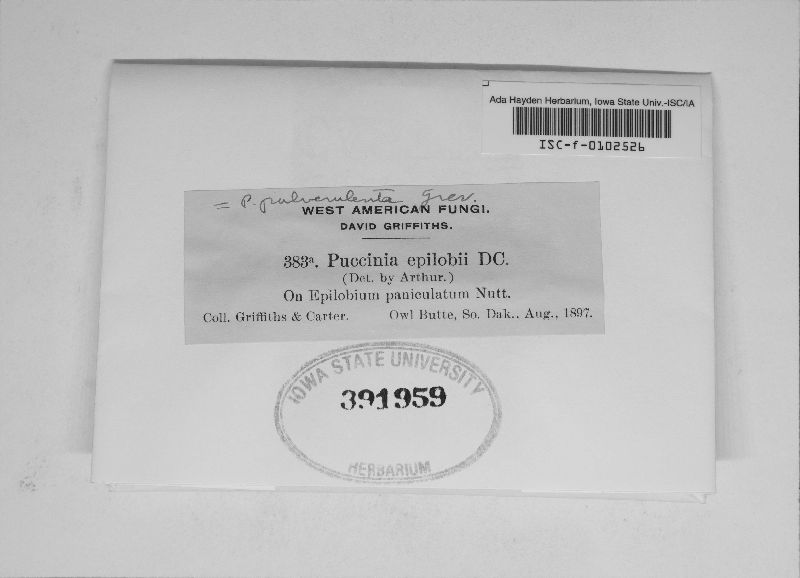 Ada Hayden Herbarium, Iowa State Univ.-ISC/IA
ISC-f-0102526
= P. pulverulenta Grev.
WEST AMERICAN FUNGI.
DAVID GRIFFITHS.
383ᵃ. Puccinia epilobii DC.
(Det. by Arthur.)
On Epilobium paniculatum Nutt.
Coll. Griffiths & Carter. Owl Butte, So. Dak., Aug., 1897.
IOWA STATE UNIVERSITY
391959
HERBARIUM